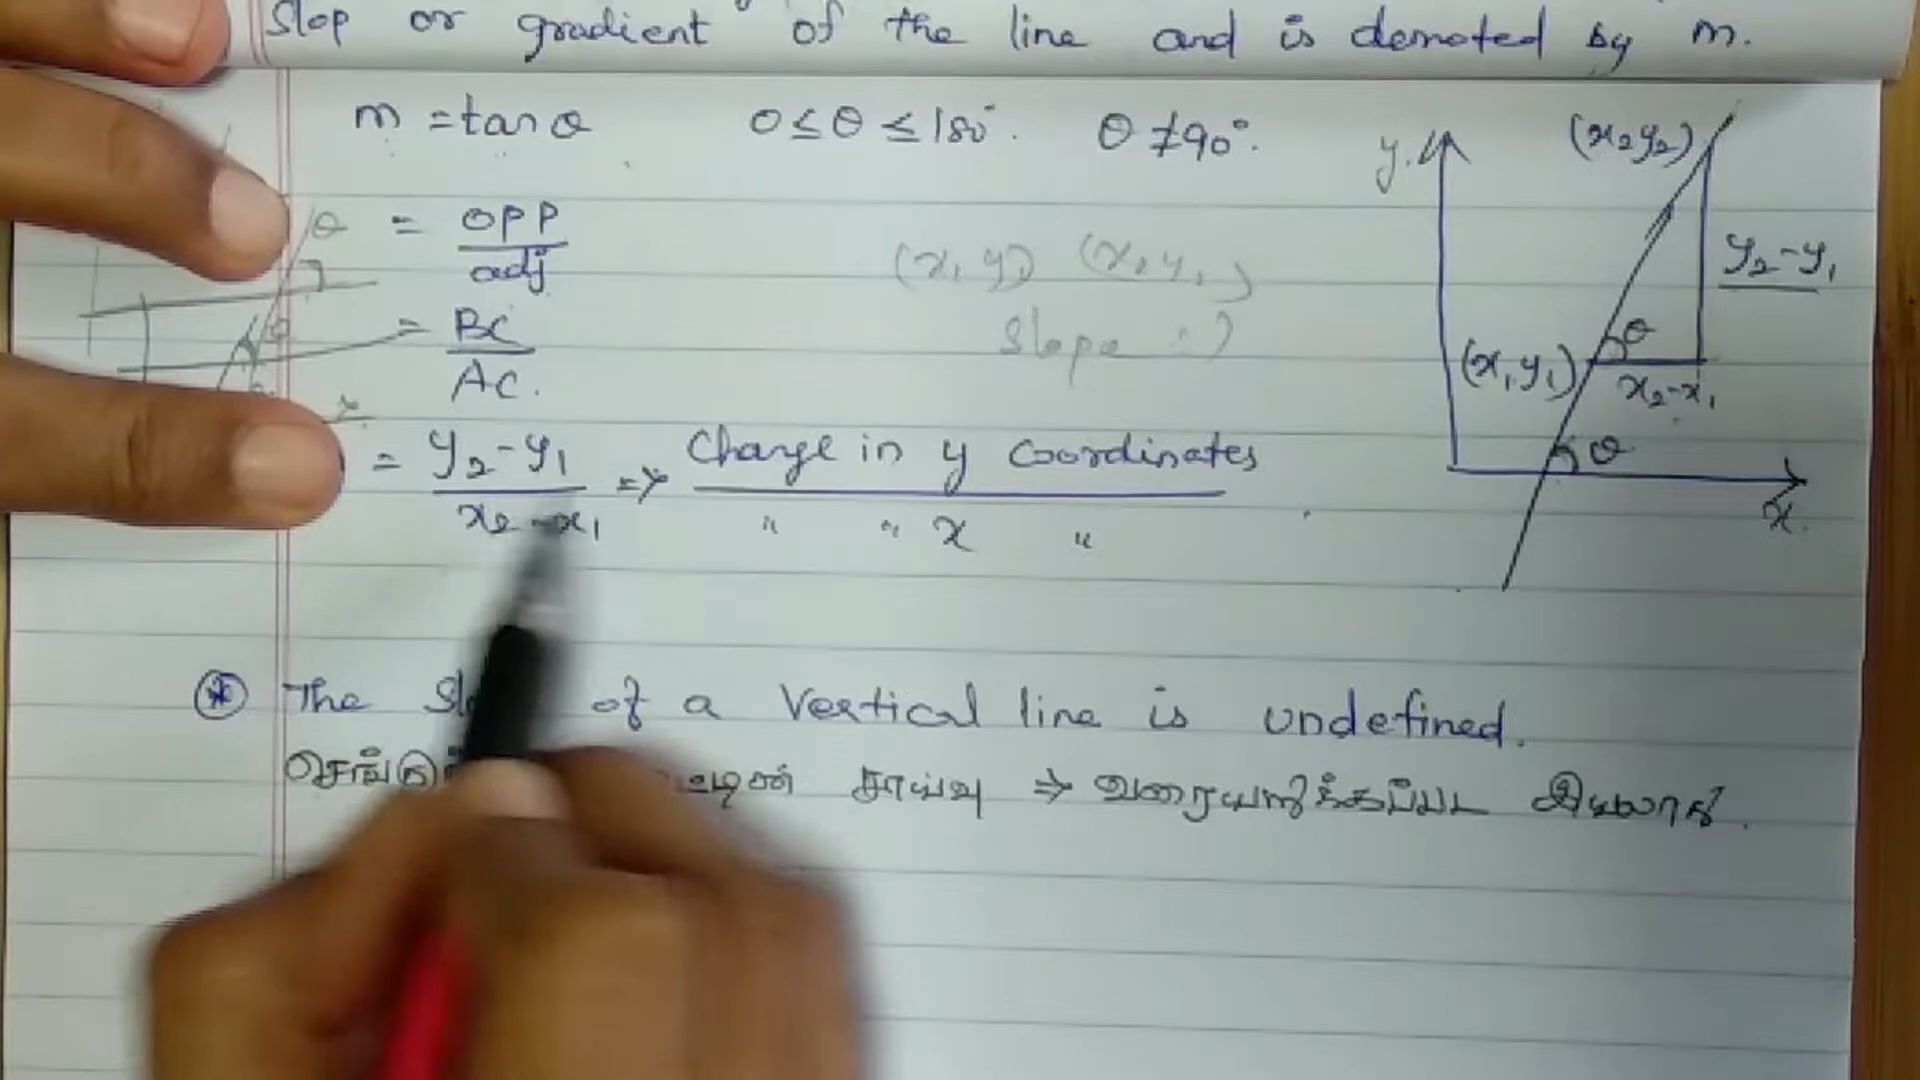 Slop or gradient of the line and is demoted by m.
m = tan θ 0 ≤ θ ≤ 180°. θ ≠ 90°.
θ = opp/adj
= BC/AC.
= y₂-y₁/x₂-x₁ => Change in y coordinates/" " x "
(x₁ y₁) (x₂ y₂)
Slope = ?
y
(x₂ y₂)
y₂-y₁
θ
(x₁ y₁)
x₂-x₁
θ
x
* The of a Vertical line is undefined.
சாய்வு => வரையறுக்கப்பட இயலாது.